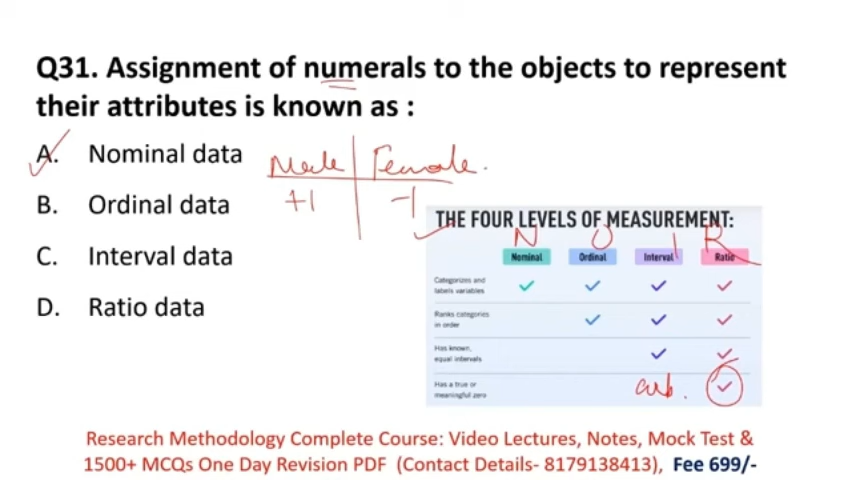 Q31. Assignment of numerals to the objects to represent
their attributes is known as :
A. Nominal data
B. Ordinal data
C. Interval data
D. Ratio data
Male Female.
+1 -1
THE FOUR LEVELS OF MEASUREMENT:
N O I R
Nominal Ordinal Interval Ratio
Categorizes and
labels variables
Ranks categories
in order
Has known,
equal intervals
Has a true or
meaningful zero
arb.
Research Methodology Complete Course: Video Lectures, Notes, Mock Test &
1500+ MCQs One Day Revision PDF (Contact Details- 8179138413), Fee 699/-